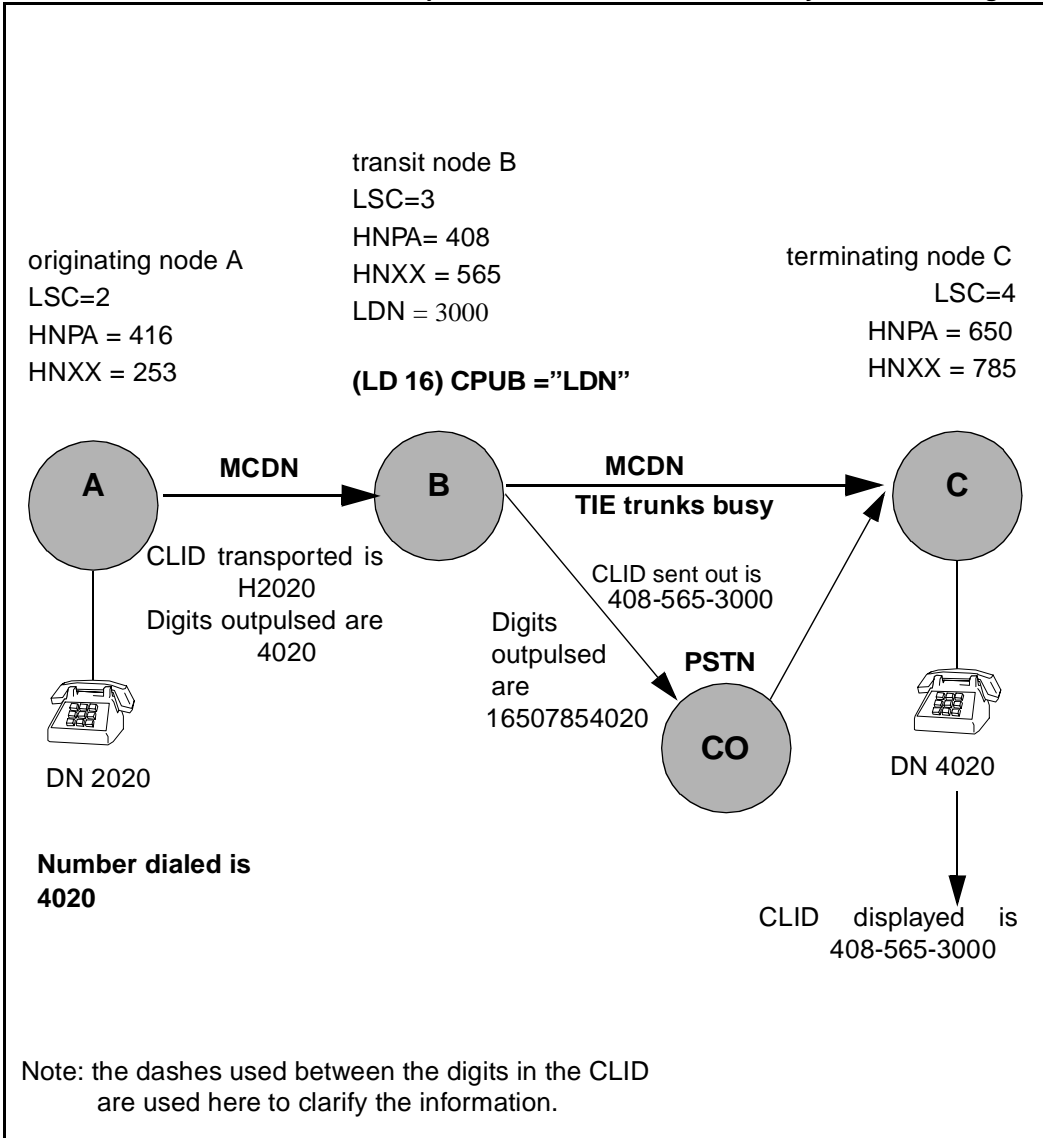 originating node A
LSC=2
HNPA = 416
HNXX = 253
transit node B
LSC=3
HNPA= 408
HNXX = 565
LDN = 3000
(LD 16) CPUB =”LDN”
terminating node C
LSC=4
HNPA = 650
HNXX = 785
A
MCDN
B
MCDN
TIE trunks busy
C
CLID transported is
H2020
Digits outpulsed are
4020
CLID sent out is
408-565-3000
Digits
outpulsed
are
16507854020
PSTN
CO
DN 2020
DN 4020
Number dialed is
4020
CLID displayed is
408-565-3000
Note: the dashes used between the digits in the CLID
are used here to clarify the information.